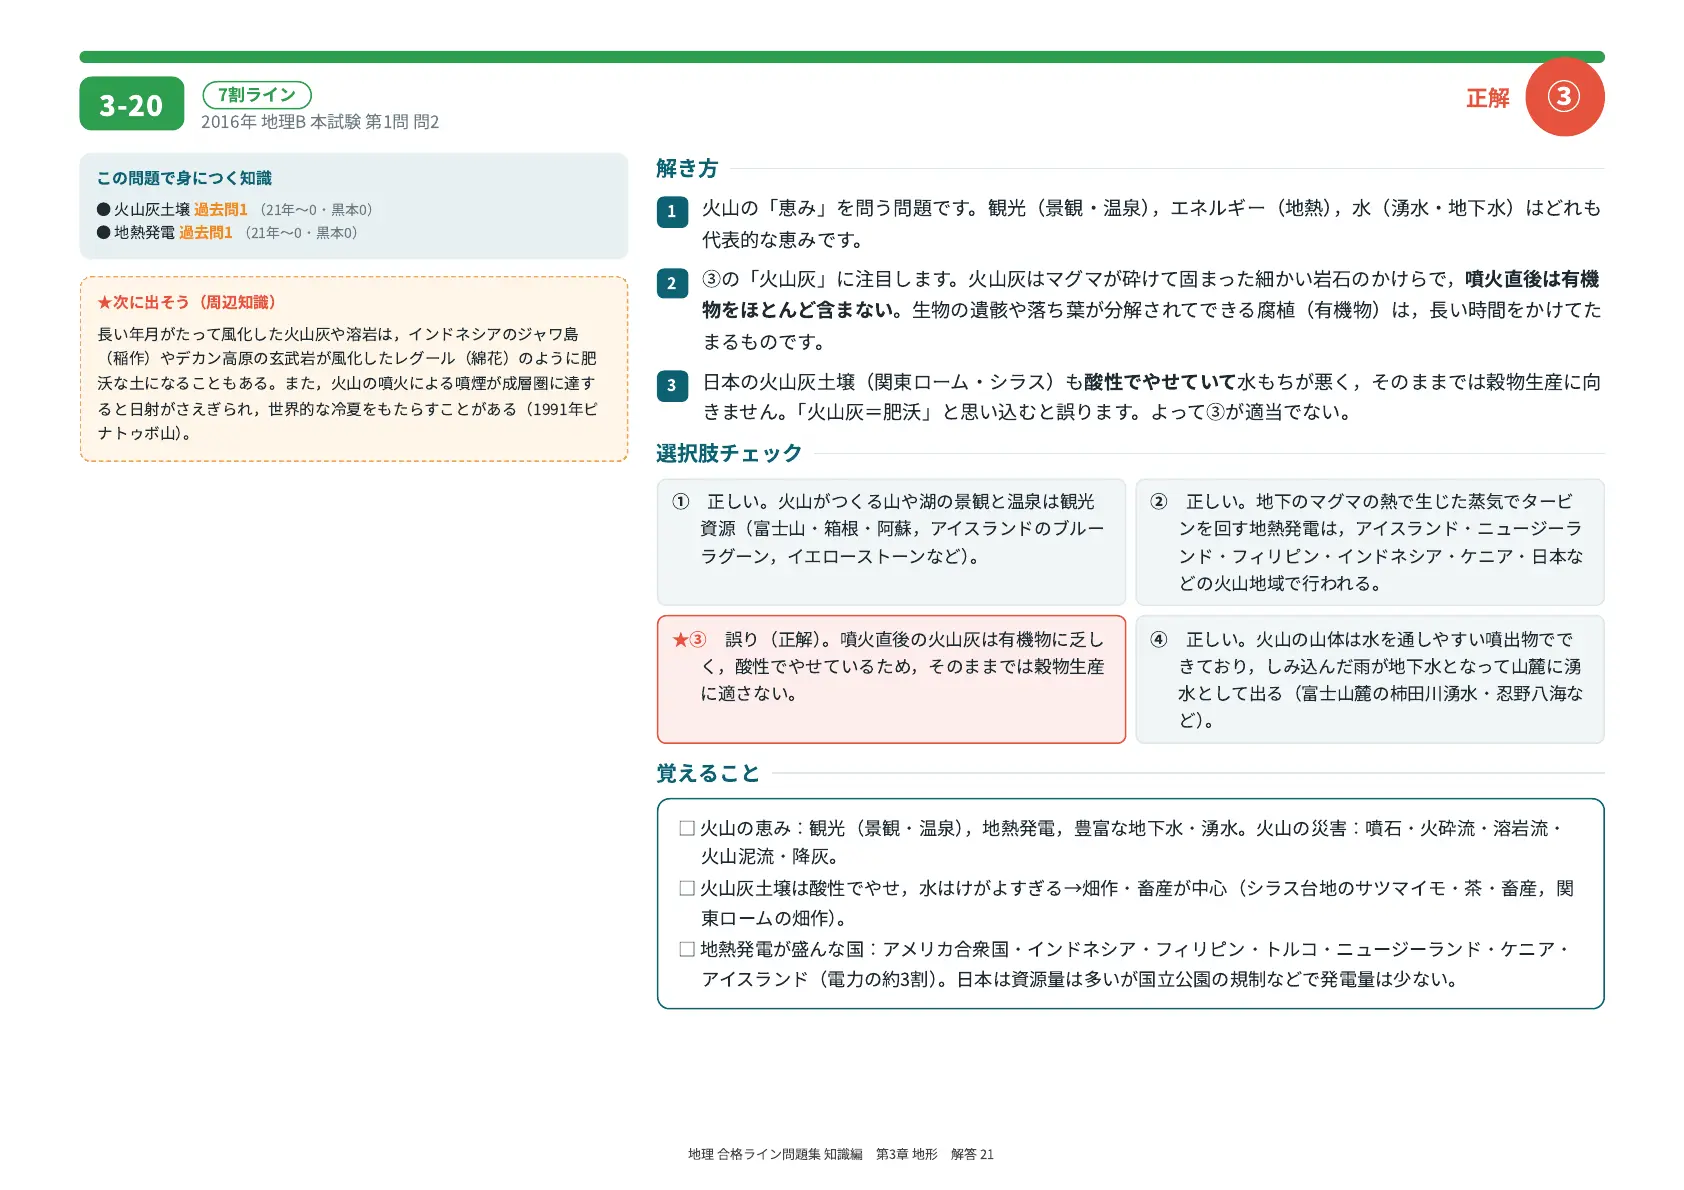 3-20
7割ライン
2016年 地理B 本試験 第1問 問2
正解 ③
この問題で身につく知識
● 火山灰土壌 過去問1 （21年〜0・黒本0）
● 地熱発電 過去問1 （21年〜0・黒本0）
★次に出そう（周辺知識）
長い年月がたって風化した火山灰や溶岩は，インドネシアのジャワ島
（稲作）やデカン高原の玄武岩が風化したレグール（綿花）のように肥
沃な土になることもある。また，火山の噴火による噴煙が成層圏に達す
ると日射がさえぎられ，世界的な冷夏をもたらすことがある（1991年ピ
ナトゥボ山）。
解き方
1 火山の「恵み」を問う問題です。観光（景観・温泉），エネルギー（地熱），水（湧水・地下水）はどれも
代表的な恵みです。
2 ③の「火山灰」に注目します。火山灰はマグマが砕けて固まった細かい岩石のかけらで，噴火直後は有機
物をほとんど含まない。生物の遺骸や落ち葉が分解されてできる腐植（有機物）は，長い時間をかけてた
まるものです。
3 日本の火山灰土壌（関東ローム・シラス）も酸性でやせていて水もちが悪く，そのままでは穀物生産に向
きません。「火山灰＝肥沃」と思い込むと誤ります。よって③が適当でない。
選択肢チェック
① 正しい。火山がつくる山や湖の景観と温泉は観光
資源（富士山・箱根・阿蘇，アイスランドのブルー
ラグーン，イエローストーンなど）。
② 正しい。地下のマグマの熱で生じた蒸気でタービ
ンを回す地熱発電は，アイスランド・ニュージーラ
ンド・フィリピン・インドネシア・ケニア・日本な
どの火山地域で行われる。
★③ 誤り（正解）。噴火直後の火山灰は有機物に乏し
く，酸性でやせているため，そのままでは穀物生産
に適さない。
④ 正しい。火山の山体は水を通しやすい噴出物でで
きており，しみ込んだ雨が地下水となって山麓に湧
水として出る（富士山麓の柿田川湧水・忍野八海な
ど）。
覚えること
□ 火山の恵み：観光（景観・温泉），地熱発電，豊富な地下水・湧水。火山の災害：噴石・火砕流・溶岩流・
火山泥流・降灰。
□ 火山灰土壌は酸性でやせ，水はけがよすぎる→畑作・畜産が中心（シラス台地のサツマイモ・茶・畜産，関
東ロームの畑作）。
□ 地熱発電が盛んな国：アメリカ合衆国・インドネシア・フィリピン・トルコ・ニュージーランド・ケニア・
アイスランド（電力の約3割）。日本は資源量は多いが国立公園の規制などで発電量は少ない。
地理 合格ライン問題集 知識編　第3章 地形　解答 21